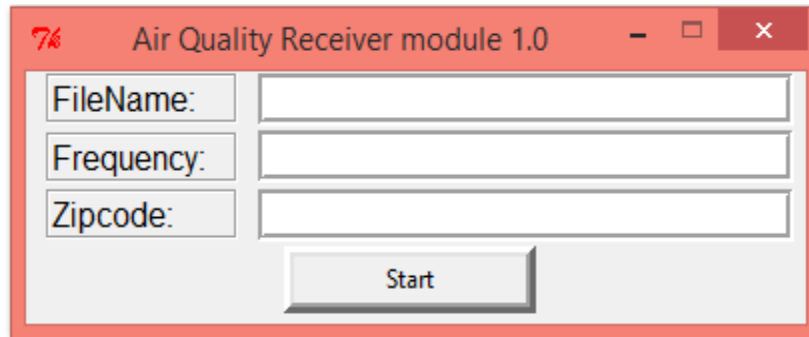 Air Quality Receiver module 1.0
FileName:
Frequency:
Zipcode:
Start